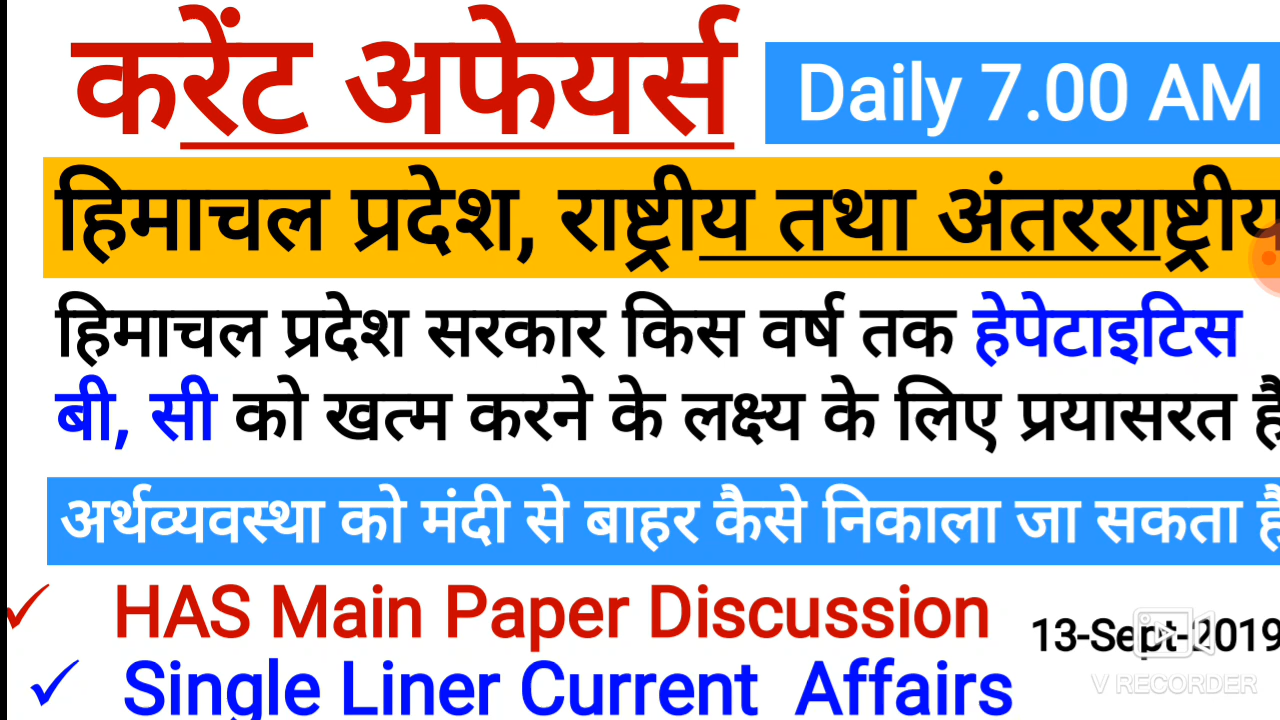 करेंट अफेयर्स Daily 7.00 AM
हिमाचल प्रदेश, राष्ट्रीय तथा अंतरराष्ट्रीय
हिमाचल प्रदेश सरकार किस वर्ष तक हेपेटाइटिस
बी, सी को खत्म करने के लक्ष्य के लिए प्रयासरत है
अर्थव्यवस्था को मंदी से बाहर कैसे निकाला जा सकता है
✓ HAS Main Paper Discussion
13-Sept-2019
✓ Single Liner Current Affairs
V RECORDER